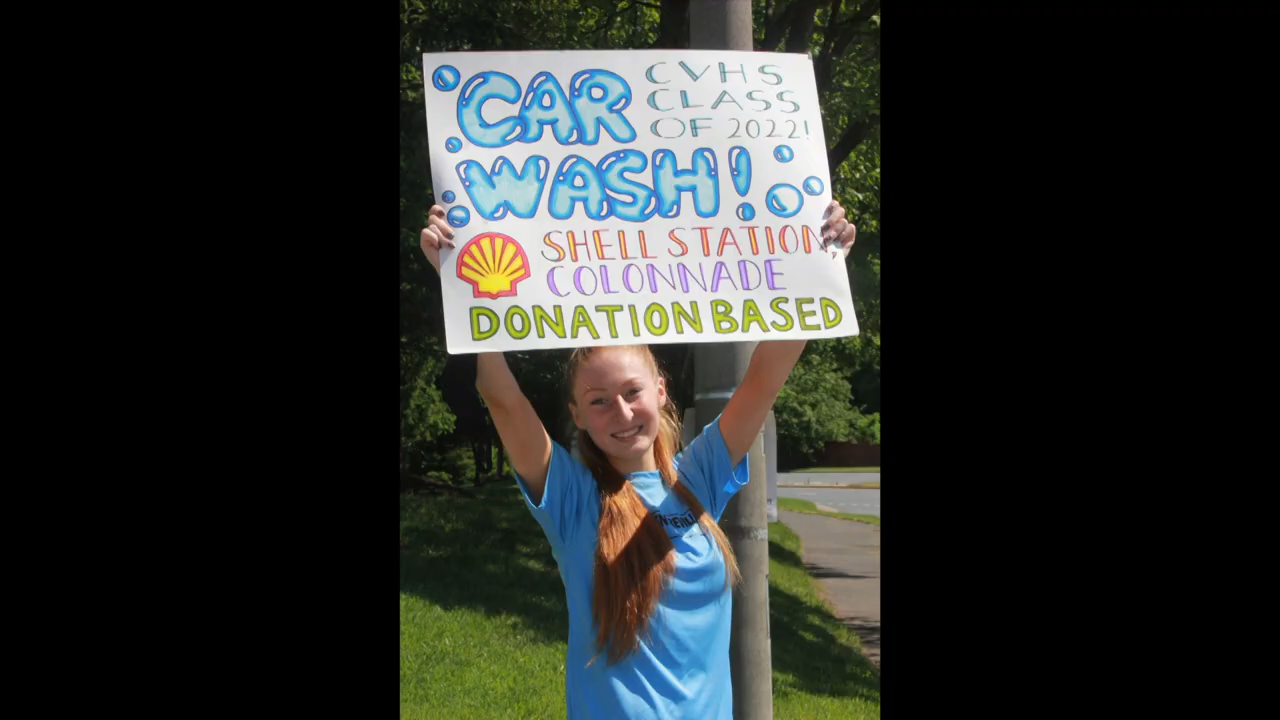 CAR CVHS
CLASS
OF 2022!
WASH!
SHELL STATION,
COLONNADE
DONATION BASED